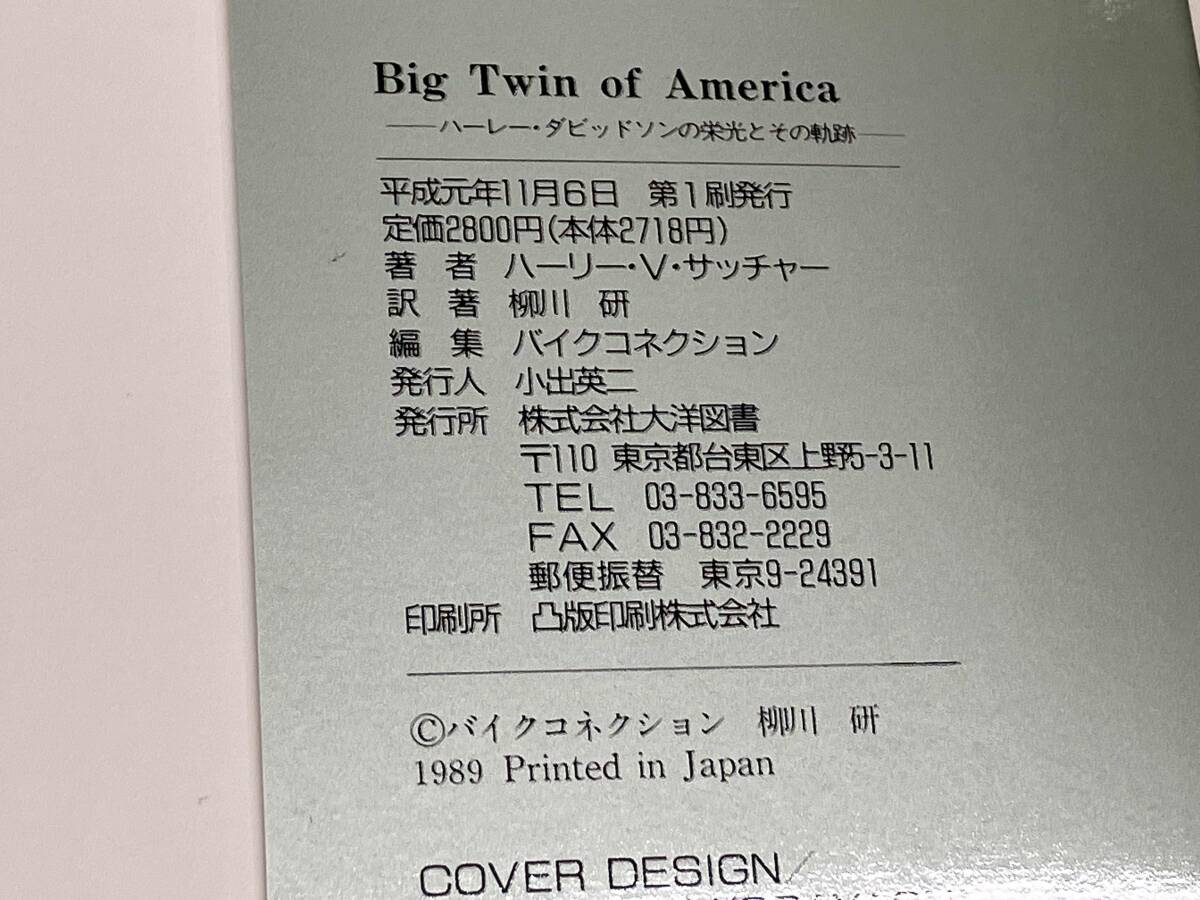 Big Twin of America
——ハーレー・ダビッドソンの栄光とその軌跡——
平成元年11月6日　第1刷発行
定価2800円(本体2718円)
著　者　ハーリー・V・サッチャー
訳　著　柳川　研
編　集　バイクコネクション
発行人　小出英二
発行所　株式会社大洋図書
〒110 東京都台東区上野5-3-11
TEL　03-833-6595
FAX　03-832-2229
郵便振替　東京9-24391
印刷所　凸版印刷株式会社
©バイクコネクション　柳川　研
1989 Printed in Japan
COVER DESIGN/